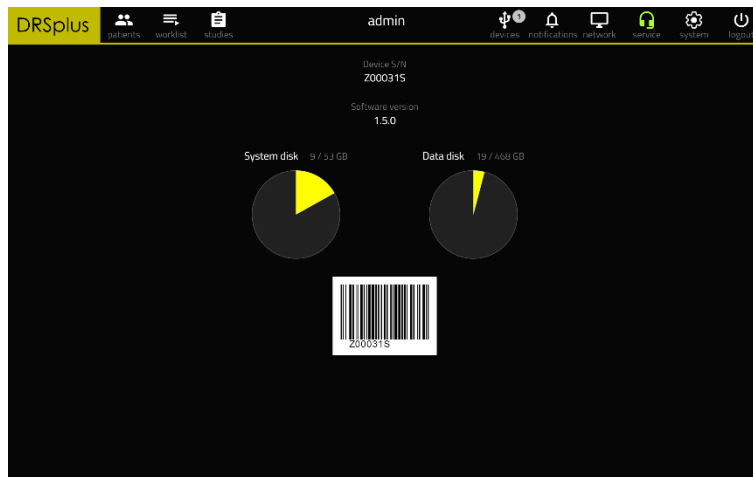 DRSplus
patients
worklist
studies
admin
devices
1
notifications
network
service
system
logout
Device S/N
Z00031S
Software version
1.5.0
System disk 9 / 53 GB
Data disk 19 / 468 GB
Z00031S